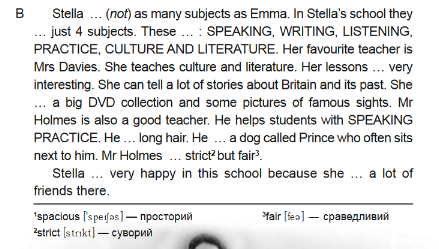 B Stella ... (not) as many subjects as Emma. In Stella's school they
... just 4 subjects. These ... : SPEAKING, WRITING, LISTENING,
PRACTICE, CULTURE AND LITERATURE. Her favourite teacher is
Mrs Davies. She teaches culture and literature. Her lessons ... very
interesting. She can tell a lot of stories about Britain and its past. She
... a big DVD collection and some pictures of famous sights. Mr
Holmes is also a good teacher. He helps students with SPEAKING
PRACTICE. He ... long hair. He ... a dog called Prince who often sits
next to him. Mr Holmes ... strict² but fair³.
Stella ... very happy in this school because she ... a lot of
friends there.
¹spacious [ˈspeɪʃəs] — просторий
³fair [feə] — справедливий
²strict [strɪkt] — суворий